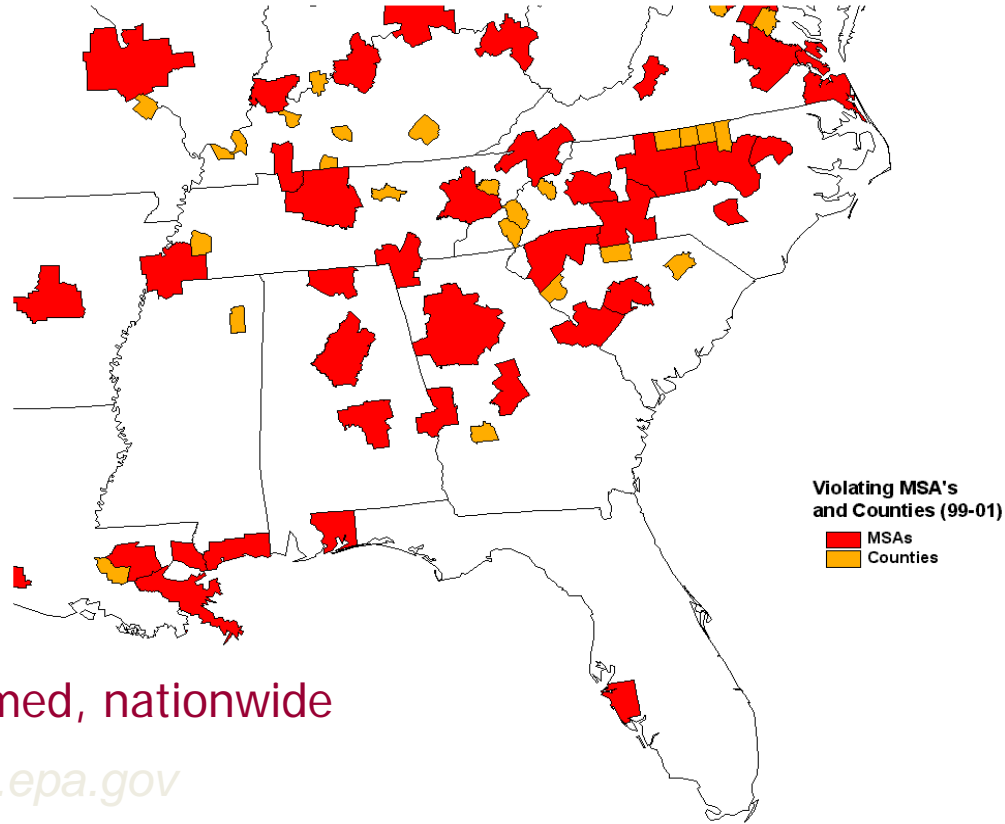 Violating MSA's
and Counties (99-01)
MSAs
Counties
med, nationwide
.epa.gov